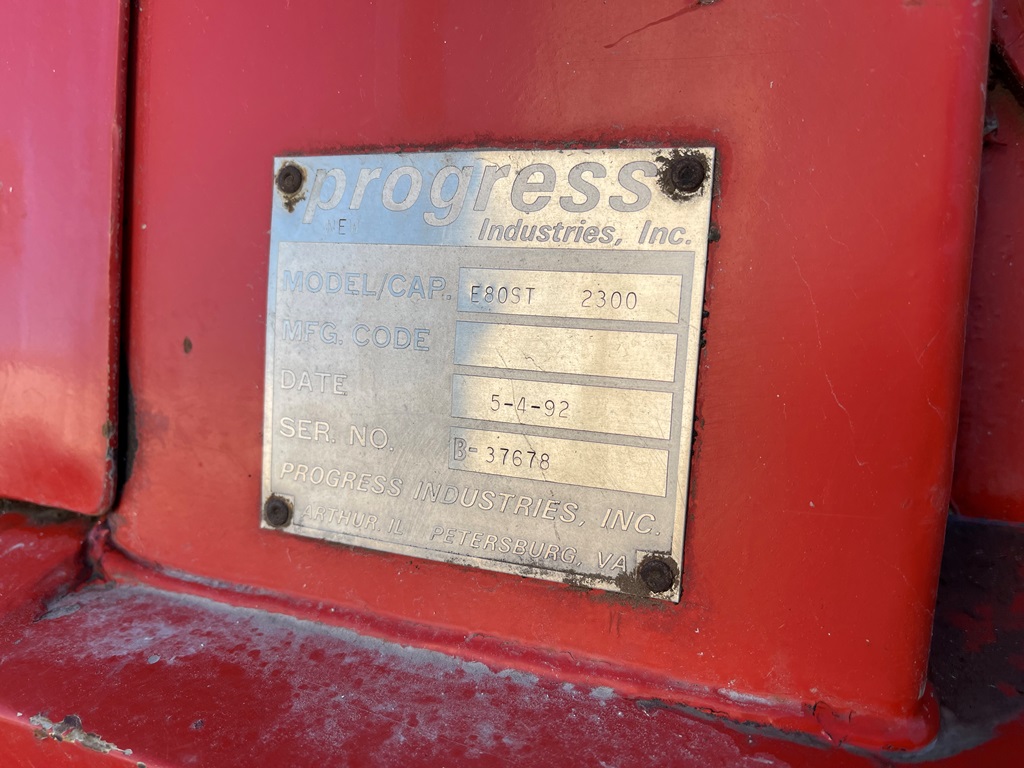 progress
Industries, Inc.
NEW
MODEL/CAP. E80ST 2300
MFG. CODE
DATE 5-4-92
SER. NO. B-37678
PROGRESS INDUSTRIES, INC.
ARTHUR, IL PETERSBURG, VA